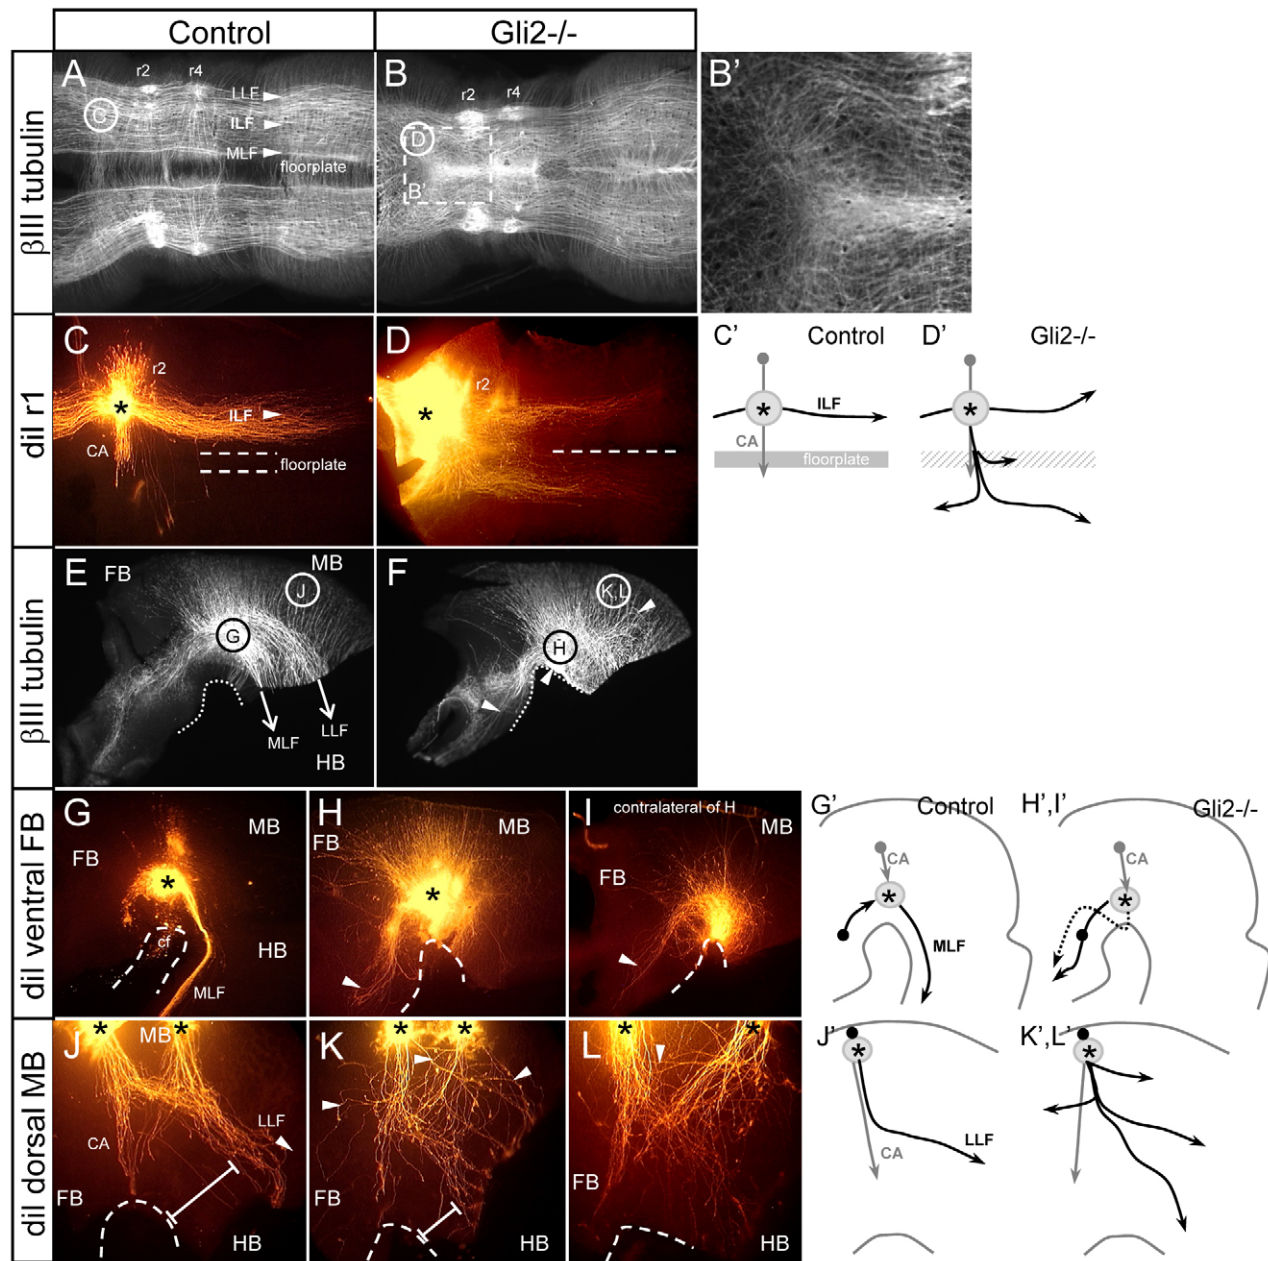 Control
Gli2-/-
βIII tubulin
A
r2
r4
LLF
C
ILF
MLF
floorplate
B
r2
r4
D
B'
B'
diI r1
C
r2
*
ILF
CA
floorplate
D
r2
*
C'
Control
*
ILF
CA
floorplate
D'
Gli2-/-
*
βIII tubulin
E
FB
MB
J
G
MLF
LLF
HB
F
K,L
H
diI ventral FB
G
MB
FB
*
cf
HB
MLF
H
FB
MB
*
I
contralateral of H
MB
FB
G'
Control
CA
*
MLF
H',I'
Gli2-/-
CA
*
diI dorsal MB
J
*
MB
*
LLF
CA
FB
HB
K
*
*
FB
HB
L
*
*
FB
HB
J'
*
CA
LLF
K',L'
*